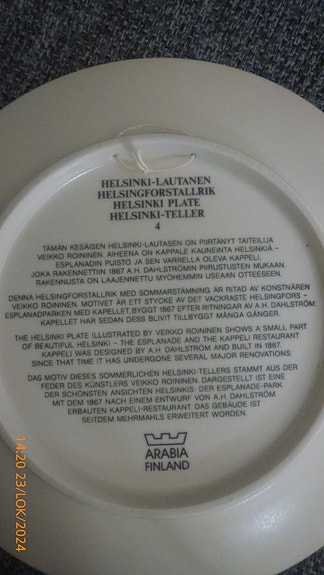 HELSINKI-LAUTANEN
HELSINGFORSTALLRIK
HELSINKI PLATE
HELSINKI-TELLER
4
TÄMÄN KESÄISEN HELSINKI-LAUTASEN ON PIIRTÄNYT TAITEILIJA
VEIKKO ROININEN. AIHEENA ON KAPPALE KAUNEINTA HELSINKIÄ –
ESPLANADIN PUISTO JA SEN VARRELLA OLEVA KAPPELI,
JOKA RAKENNETTIIN 1867 A.H. DAHLSTRÖMIN PIIRUSTUSTEN MUKAAN.
RAKENNUSTA ON LAAJENNETTU MYÖHEMMIN USEAAN OTTEESEEN.
DENNA HELSINGFORSTALLRIK MED SOMMARSTÄMNING ÄR RITAD AV KONSTNÄREN
VEIKKO ROININEN. MOTIVET ÄR ETT STYCKE AV DET VACKRASTE HELSINGFORS –
ESPLANADPARKEN MED KAPELLET, BYGGT 1867 EFTER RITNINGAR AV A.H. DAHLSTRÖM.
KAPELLET HAR SEDAN DESS BLIVIT TILLBYGGT MÅNGA GÅNGER.
THE HELSINKI PLATE ILLUSTRATED BY VEIKKO ROININEN SHOWS A SMALL PART
OF BEAUTIFUL HELSINKI – THE ESPLANADE AND THE KAPPELI RESTAURANT.
KAPPELI WAS DESIGNED BY A.H. DAHLSTRÖM AND BUILT IN 1867.
SINCE THAT TIME IT HAS UNDERGONE SEVERAL MAJOR RENOVATIONS.
DAS MOTIV DIESES SOMMERLICHEN HELSINKI-TELLERS STAMMT AUS DER
FEDER DES KÜNSTLERS VEIKKO ROININEN. DARGESTELLT IST EINE
DER SCHÖNSTEN ANSICHTEN HELSINKIS, DER ESPLANADE-PARK
MIT DEM 1867 NACH EINEM ENTWURF VON A.H. DAHLSTRÖM
ERBAUTEN KAPPELI-RESTAURANT. DAS GEBÄUDE IST
SEITDEM MEHRMAHLS ERWEITERT WORDEN.
ARABIA
FINLAND
14:20 23/LOK/2024